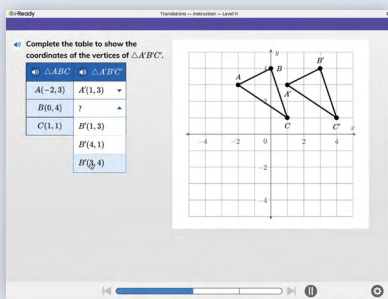 i-Ready
Translations — Instruction — Level H
Complete the table to show the
coordinates of the vertices of △A'B'C'.
△ABC △A'B'C'
A(−2, 3) A'(1, 3)
B(0, 4) ?
C(1, 1) B'(1, 3)
B'(4, 1)
B'(3, 4)
y
B B'
A
A'
C C'
x
−4 −2 0 2 4
−2
−4